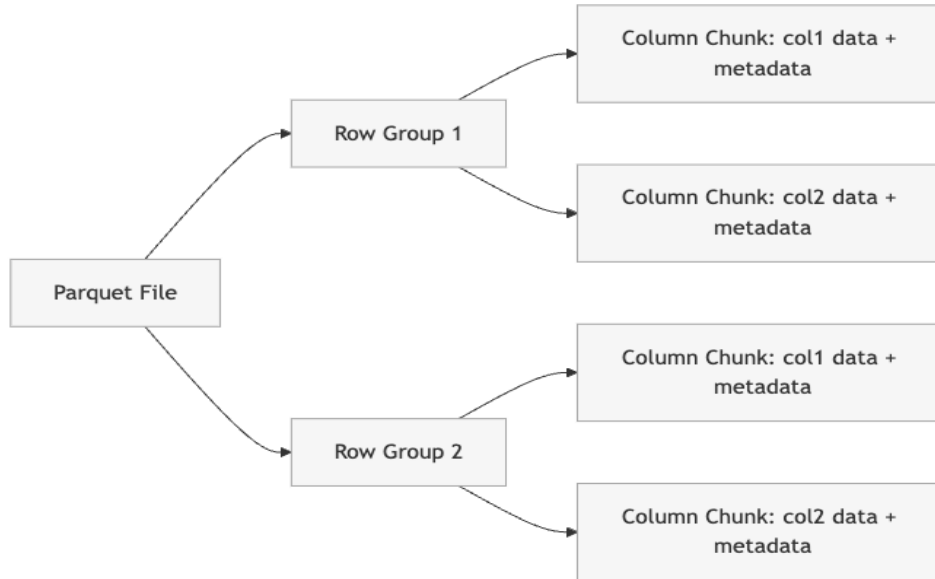 Column Chunk: col1 data +
metadata
Row Group 1
Column Chunk: col2 data +
metadata
Parquet File
Column Chunk: col1 data +
metadata
Row Group 2
Column Chunk: col2 data +
metadata